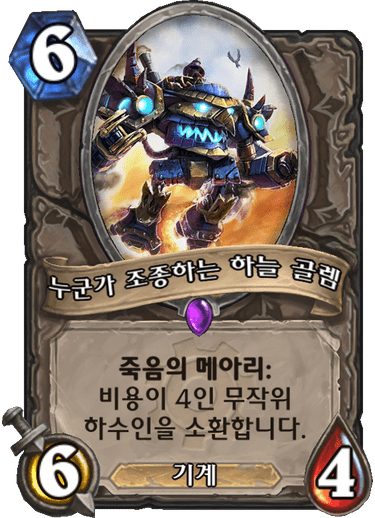 6
누군가 조종하는 하늘 골렘
죽음의 메아리:
비용이 4인 무작위
하수인을 소환합니다.
6
기계
4